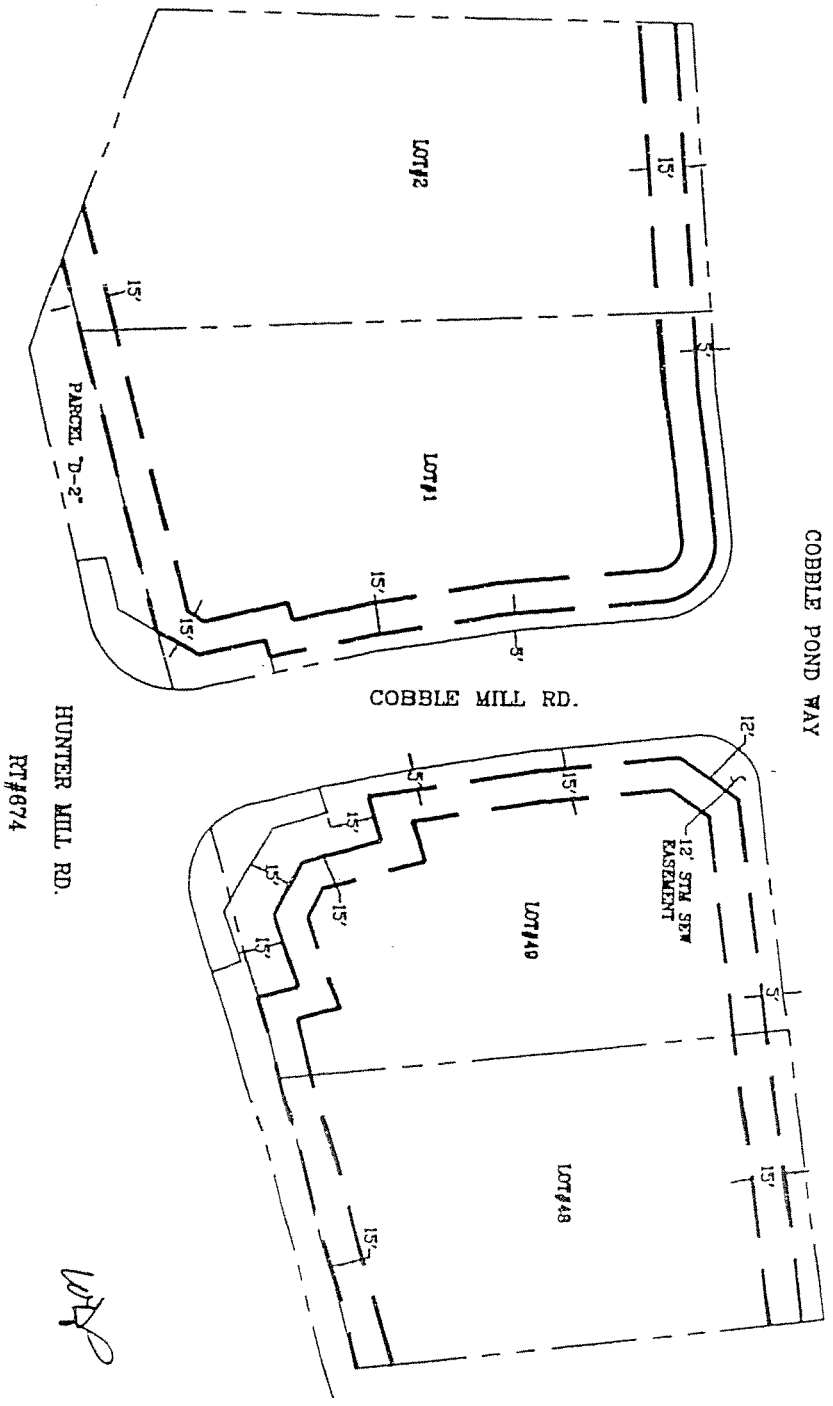 COBBLE POND WAY
15'
5'
12'
12' STM SEW
EASEMENT
5'
15'
LOT#2
LOT#1
LOT#49
LOT#48
15'
5'
15'
5'
COBBLE MILL RD.
15'
15'
15'
15'
15'
15'
15'
PARCEL "D-2"
HUNTER MILL RD.
RT#674